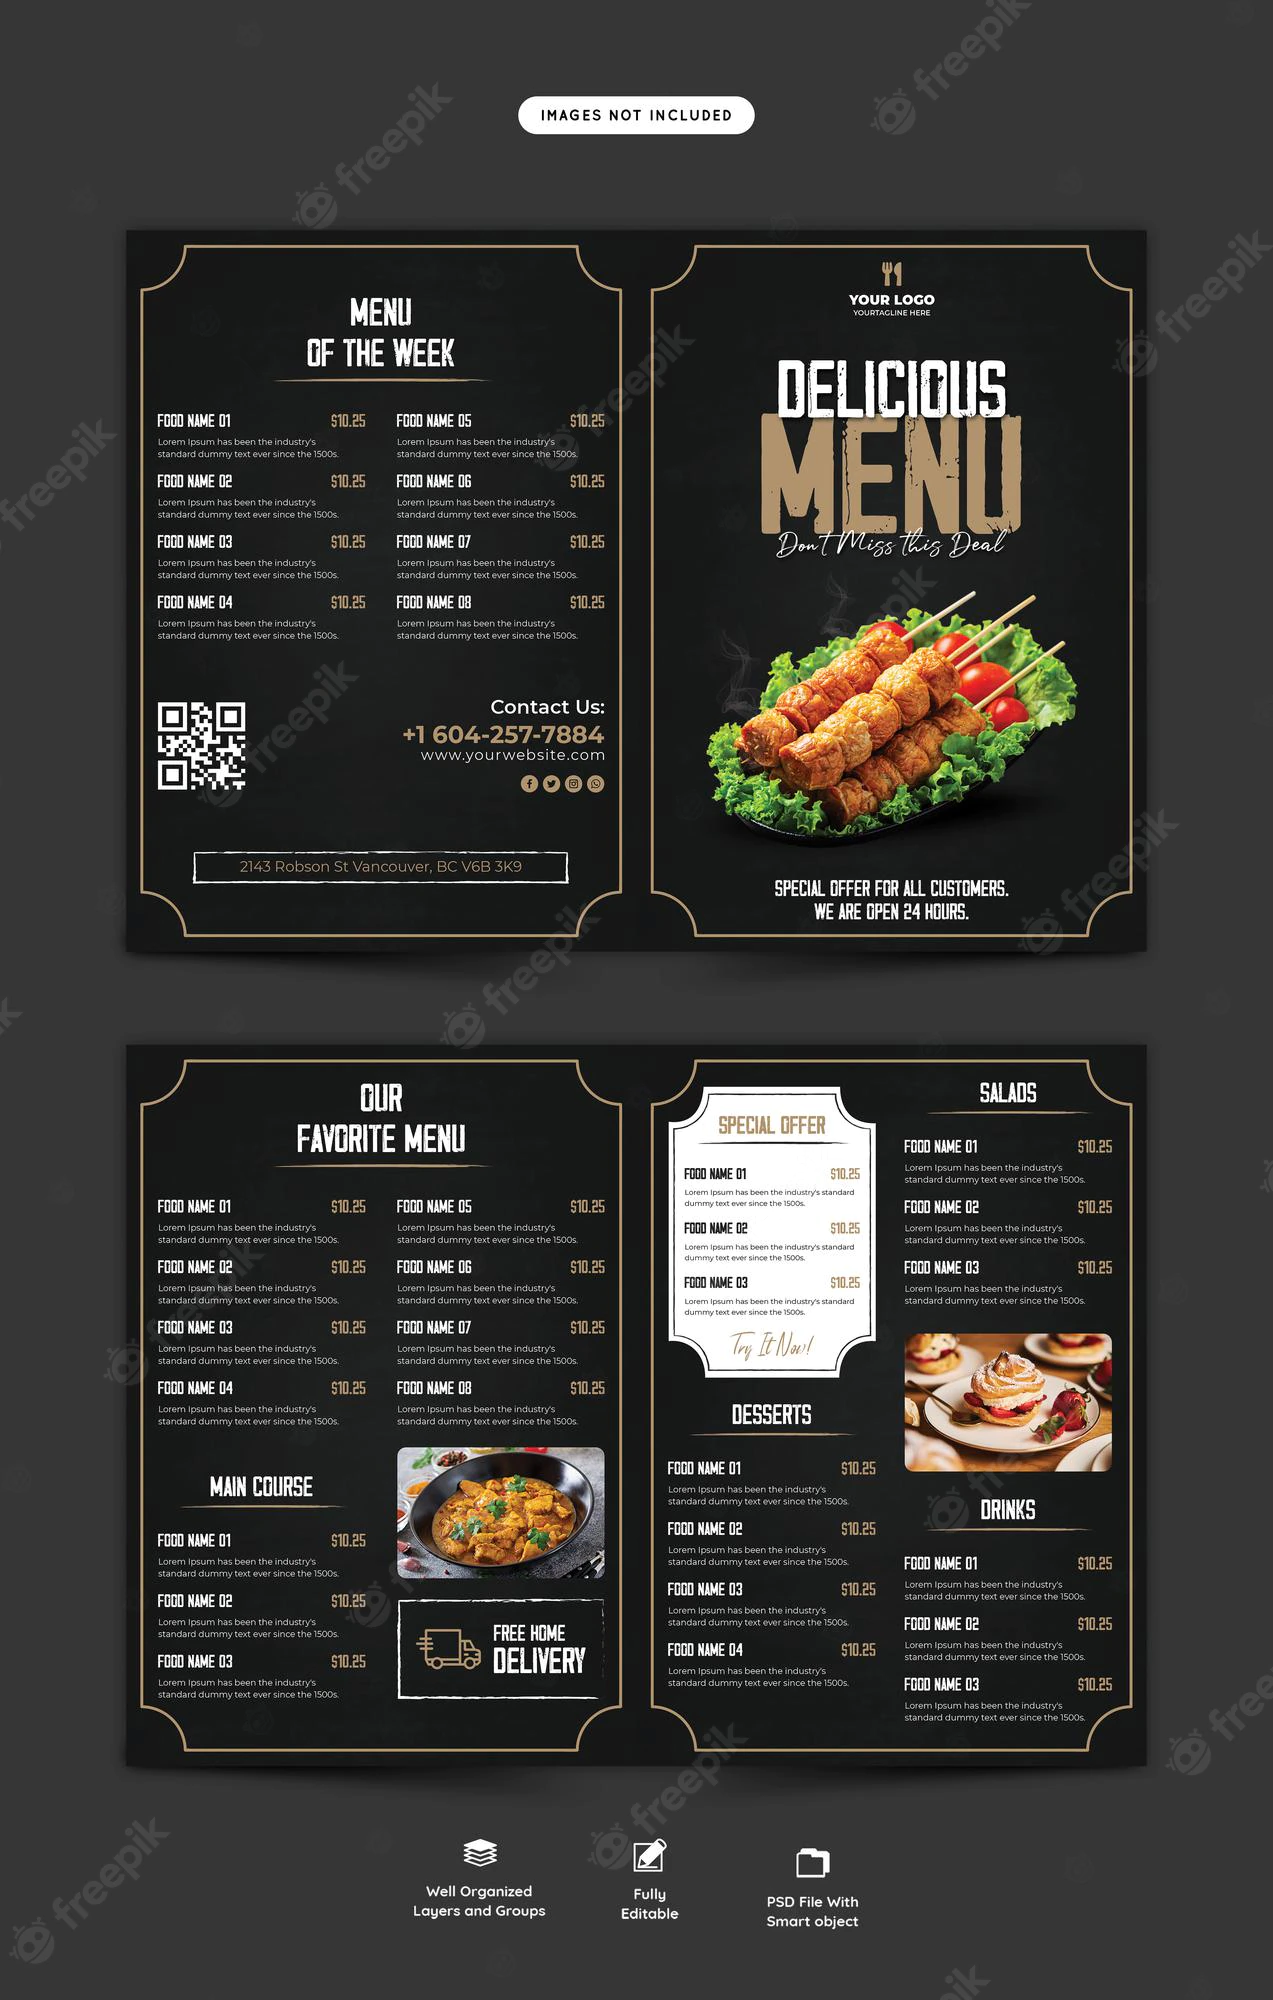 IMAGES NOT INCLUDED
MENU
OF THE WEEK
FOOD NAME 01 $10.25
Lorem Ipsum has been the industry's
standard dummy text ever since the 1500s.
FOOD NAME 02 $10.25
Lorem Ipsum has been the industry's
standard dummy text ever since the 1500s.
FOOD NAME 03 $10.25
Lorem Ipsum has been the industry's
standard dummy text ever since the 1500s.
FOOD NAME 04 $10.25
Lorem Ipsum has been the industry's
standard dummy text ever since the 1500s.
FOOD NAME 05 $10.25
Lorem Ipsum has been the industry's
standard dummy text ever since the 1500s.
FOOD NAME 06 $10.25
Lorem Ipsum has been the industry's
standard dummy text ever since the 1500s.
FOOD NAME 07 $10.25
Lorem Ipsum has been the industry's
standard dummy text ever since the 1500s.
FOOD NAME 08 $10.25
Lorem Ipsum has been the industry's
standard dummy text ever since the 1500s.
Contact Us:
+1 604-257-7884
www.yourwebsite.com
2143 Robson St Vancouver, BC V6B 3K9
YOUR LOGO
YOURTAGLINE HERE
DELICIOUS
MENU
Don't Miss this Deal
SPECIAL OFFER FOR ALL CUSTOMERS.
WE ARE OPEN 24 HOURS.
OUR
FAVORITE MENU
FOOD NAME 01 $10.25
Lorem Ipsum has been the industry's
standard dummy text ever since the 1500s.
FOOD NAME 02 $10.25
Lorem Ipsum has been the industry's
standard dummy text ever since the 1500s.
FOOD NAME 03 $10.25
Lorem Ipsum has been the industry's
standard dummy text ever since the 1500s.
FOOD NAME 04 $10.25
Lorem Ipsum has been the industry's
standard dummy text ever since the 1500s.
FOOD NAME 05 $10.25
Lorem Ipsum has been the industry's
standard dummy text ever since the 1500s.
FOOD NAME 06 $10.25
Lorem Ipsum has been the industry's
standard dummy text ever since the 1500s.
FOOD NAME 07 $10.25
Lorem Ipsum has been the industry's
standard dummy text ever since the 1500s.
FOOD NAME 08 $10.25
Lorem Ipsum has been the industry's
standard dummy text ever since the 1500s.
MAIN COURSE
FOOD NAME 01 $10.25
Lorem Ipsum has been the industry's
standard dummy text ever since the 1500s.
FOOD NAME 02 $10.25
Lorem Ipsum has been the industry's
standard dummy text ever since the 1500s.
FOOD NAME 03 $10.25
Lorem Ipsum has been the industry's
standard dummy text ever since the 1500s.
FREE HOME
DELIVERY
SPECIAL OFFER
FOOD NAME 01 $10.25
Lorem Ipsum has been the industry's standard
dummy text ever since the 1500s.
FOOD NAME 02 $10.25
Lorem Ipsum has been the industry's standard
dummy text ever since the 1500s.
FOOD NAME 03 $10.25
Lorem Ipsum has been the industry's standard
dummy text ever since the 1500s.
Try It Now!
DESSERTS
FOOD NAME 01 $10.25
Lorem Ipsum has been the industry's
standard dummy text ever since the 1500s.
FOOD NAME 02 $10.25
Lorem Ipsum has been the industry's
standard dummy text ever since the 1500s.
FOOD NAME 03 $10.25
Lorem Ipsum has been the industry's
standard dummy text ever since the 1500s.
FOOD NAME 04 $10.25
Lorem Ipsum has been the industry's
standard dummy text ever since the 1500s.
SALADS
FOOD NAME 01 $10.25
Lorem Ipsum has been the industry's
standard dummy text ever since the 1500s.
FOOD NAME 02 $10.25
Lorem Ipsum has been the industry's
standard dummy text ever since the 1500s.
FOOD NAME 03 $10.25
Lorem Ipsum has been the industry's
standard dummy text ever since the 1500s.
DRINKS
FOOD NAME 01 $10.25
Lorem Ipsum has been the industry's
standard dummy text ever since the 1500s.
FOOD NAME 02 $10.25
Lorem Ipsum has been the industry's
standard dummy text ever since the 1500s.
FOOD NAME 03 $10.25
Lorem Ipsum has been the industry's
standard dummy text ever since the 1500s.
Well Organized
Layers and Groups
Fully
Editable
PSD File With
Smart object
freepik